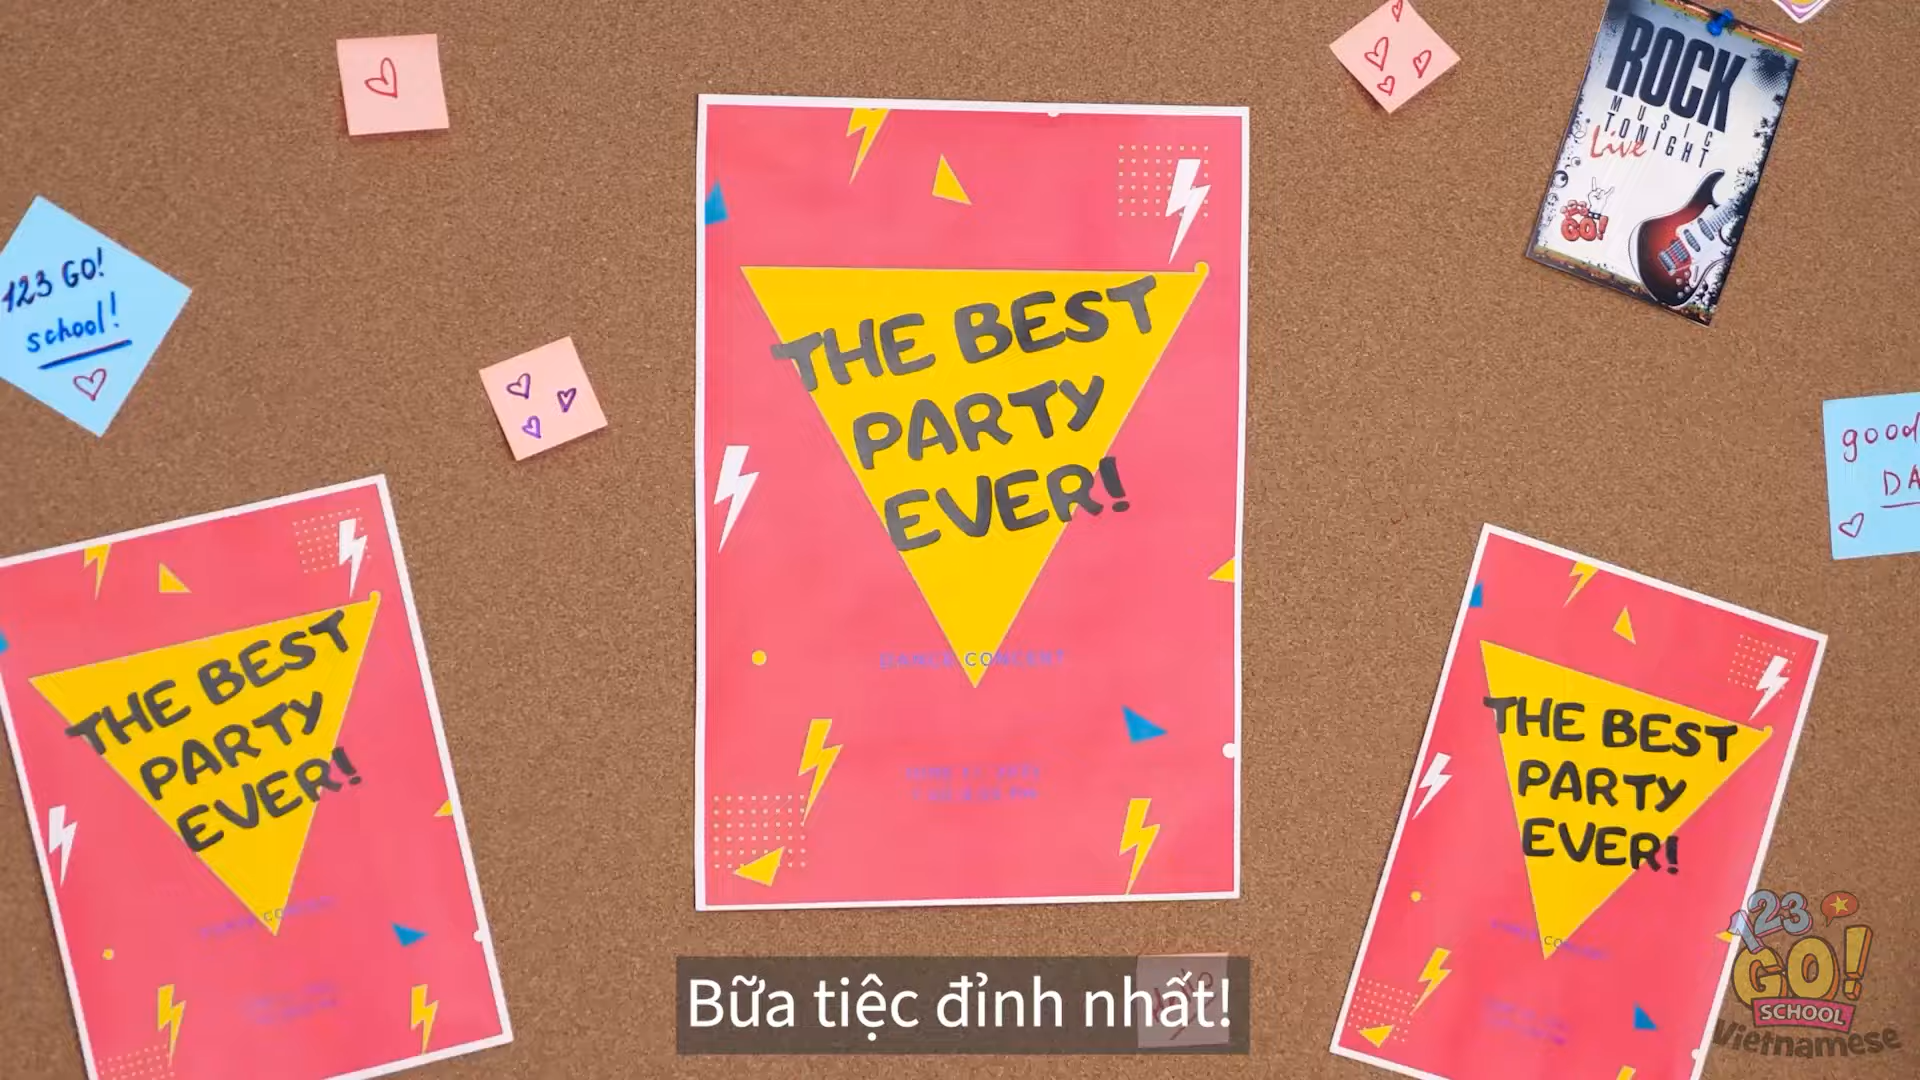 ROCK
MUSIC
TONIGHT
Live
GO!
123 GO!
school!
THE BEST
PARTY
EVER!
DANCE CONCERT
good
THE BEST
PARTY
EVER!
THE BEST
PARTY
EVER!
Bữa tiệc đỉnh nhất!
123
GO!
SCHOOL
Vietnamese